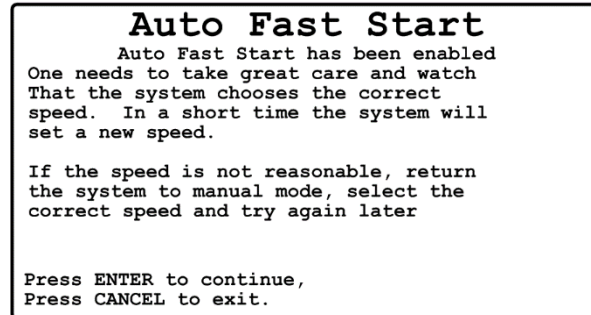 Auto Fast Start
Auto Fast Start has been enabled
One needs to take great care and watch
That the system chooses the correct
speed.  In a short time the system will
set a new speed.
If the speed is not reasonable, return
the system to manual mode, select the
correct speed and try again later
Press ENTER to continue,
Press CANCEL to exit.